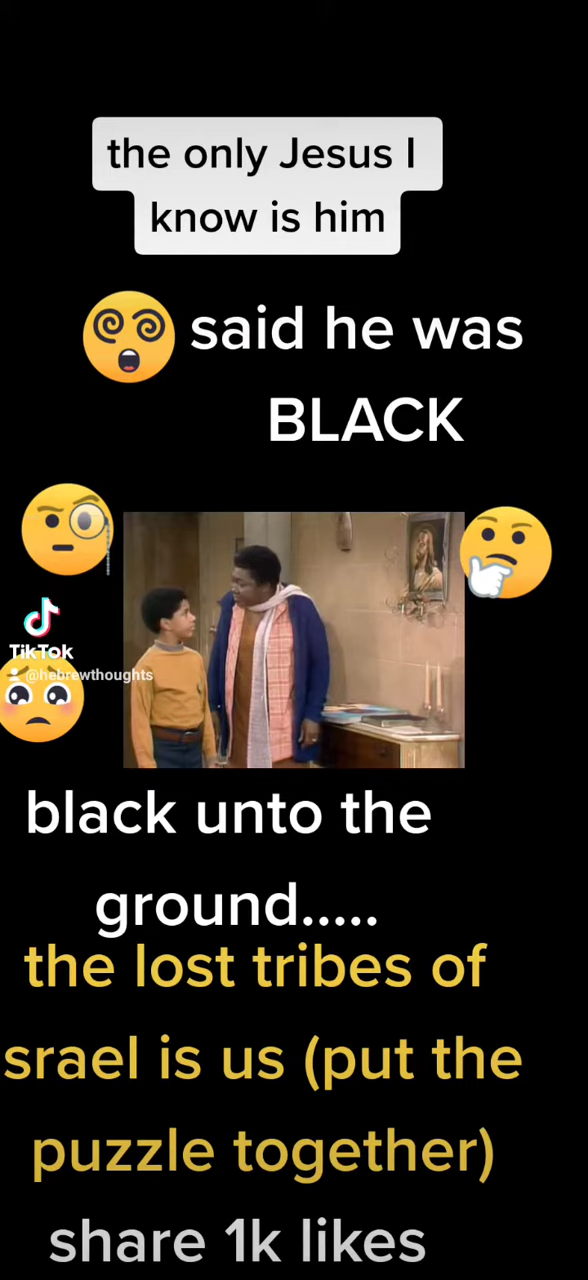 the only Jesus I
know is him
said he was
BLACK
TikTok
@hebrewthoughts
black unto the
ground.....
the lost tribes of
srael is us (put the
puzzle together)
share 1k likes